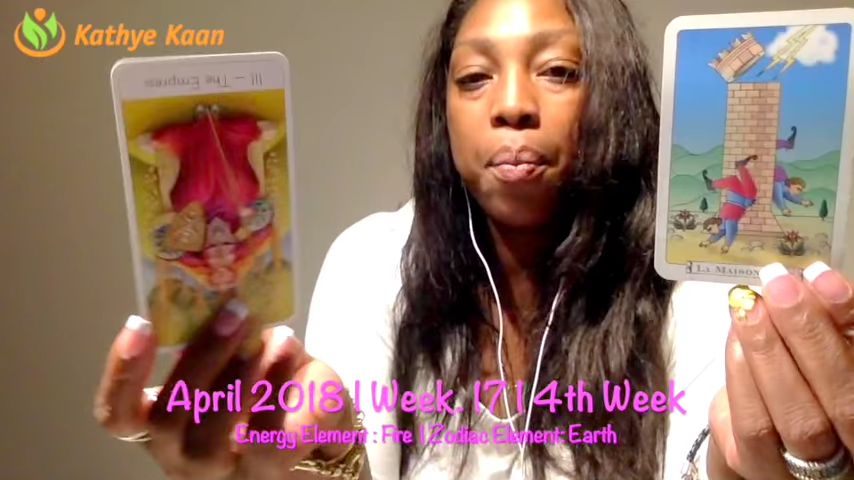 Kathye Kaan
III – The Empress
LA MAISON
April 2018 | Week. 17 | 4th Week
Energy Element : Fire | Zodiac Element: Earth